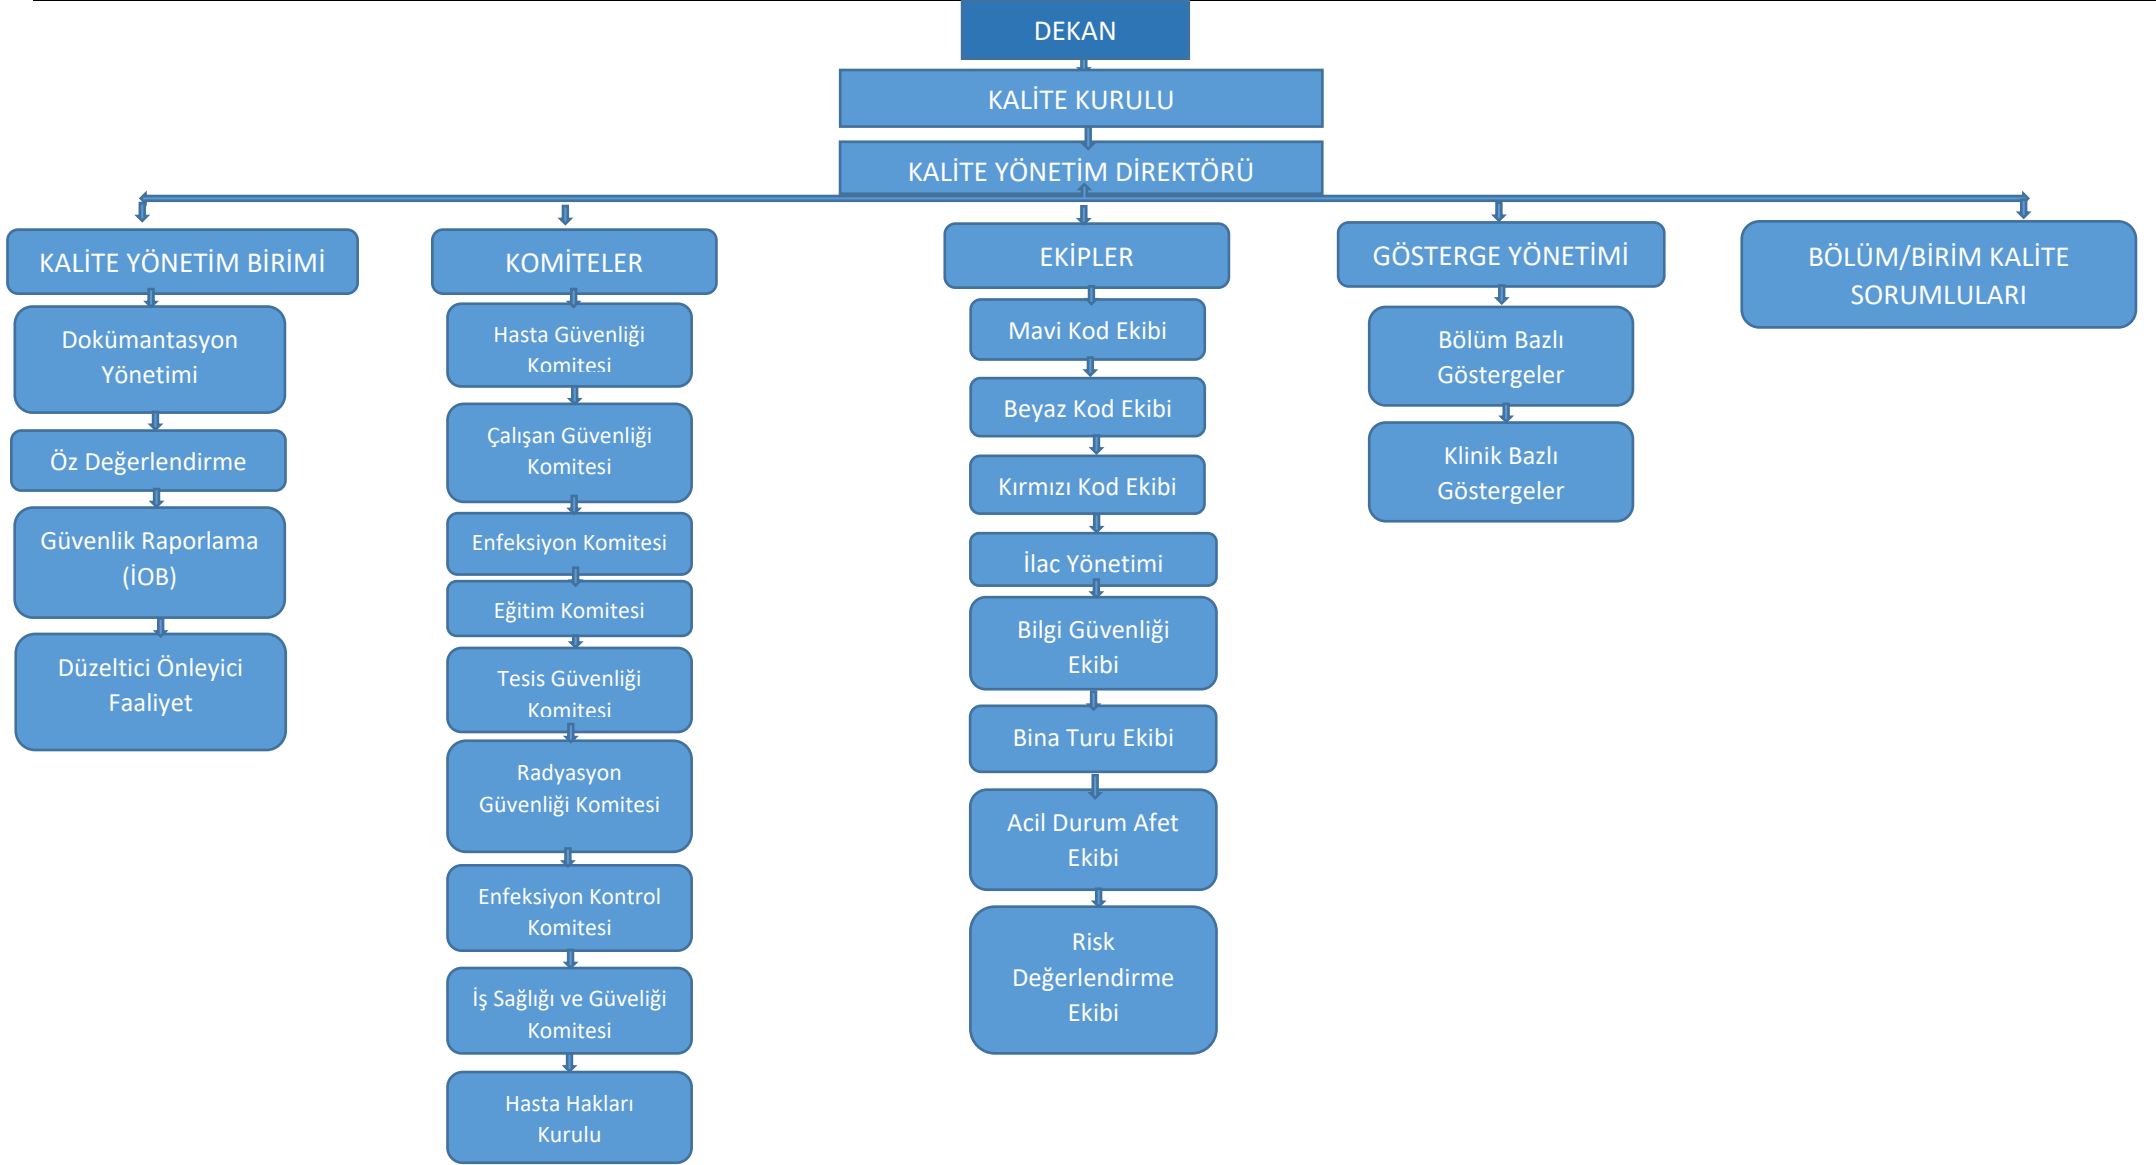 DEKAN
KALİTE KURULU
KALİTE YÖNETİM DİREKTÖRÜ
KALİTE YÖNETİM BİRİMİ
Dokümantasyon
Yönetimi
Öz Değerlendirme
Güvenlik Raporlama
(İOB)
Düzeltici Önleyici
Faaliyet
KOMİTELER
Hasta Güvenliği
Komitesi
Çalışan Güvenliği
Komitesi
Enfeksiyon Komitesi
Eğitim Komitesi
Tesis Güvenliği
Komitesi
Radyasyon
Güvenliği Komitesi
Enfeksiyon Kontrol
Komitesi
İş Sağlığı ve Güveliği
Komitesi
Hasta Hakları
Kurulu
EKİPLER
Mavi Kod Ekibi
Beyaz Kod Ekibi
Kırmızı Kod Ekibi
İlac Yönetimi
Bilgi Güvenliği
Ekibi
Bina Turu Ekibi
Acil Durum Afet
Ekibi
Risk
Değerlendirme
Ekibi
GÖSTERGE YÖNETİMİ
Bölüm Bazlı
Göstergeler
Klinik Bazlı
Göstergeler
BÖLÜM/BİRİM KALİTE
SORUMLULARI